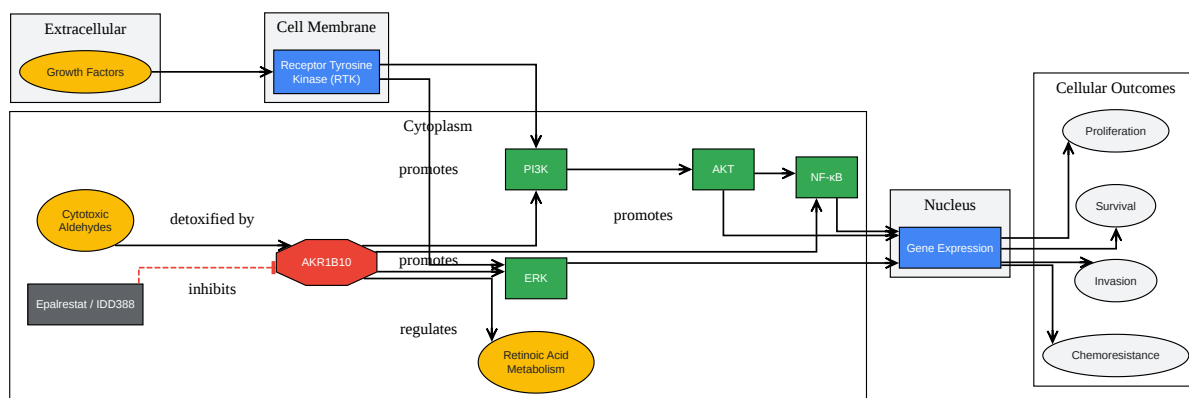 Extracellular
Growth Factors
Cell Membrane
Receptor Tyrosine
Kinase (RTK)
Cytoplasm
promotes
PI3K
AKT
NF-κB
Cytotoxic
Aldehydes
detoxified by
promotes
AKR1B10
promotes
ERK
Epalrestat / IDD388
inhibits
regulates
Retinoic Acid
Metabolism
Nucleus
Gene Expression
Cellular Outcomes
Proliferation
Survival
Invasion
Chemoresistance